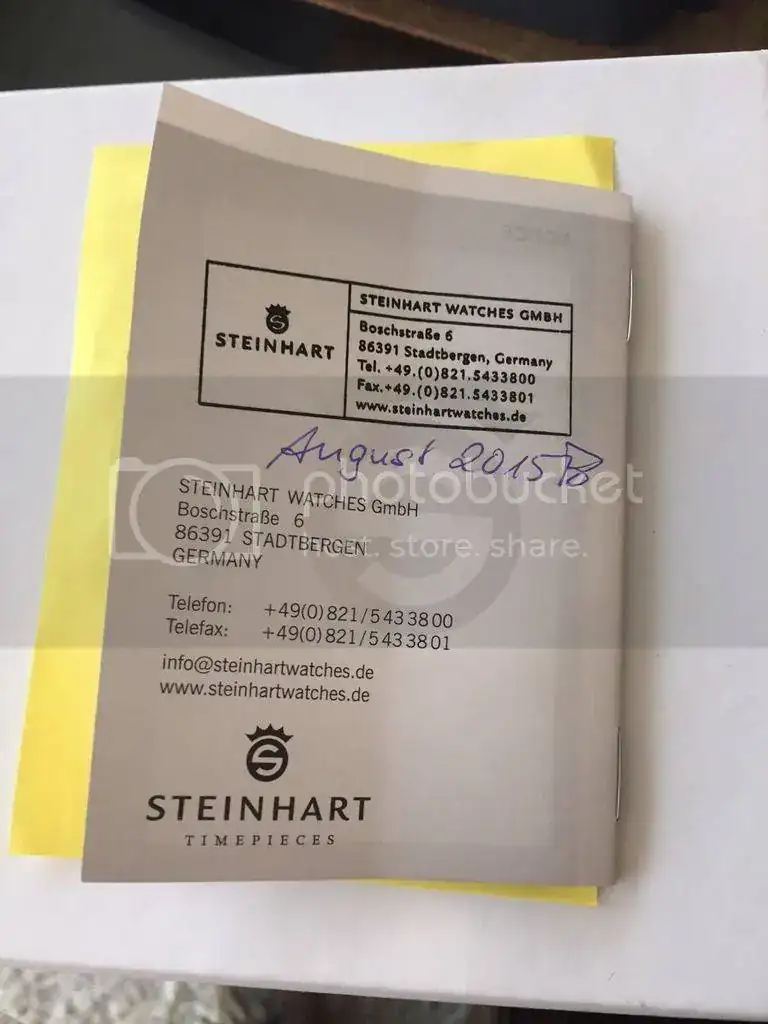 STEINHART
STEINHART WATCHES GMBH
Boschstraße 6
86391 Stadtbergen, Germany
Tel. +49.(0)821.5433800
Fax.+49.(0)821.5433801
www.steinhartwatches.de
August 2015
photobucket
host. store. share.
STEINHART WATCHES GmbH
Boschstraße 6
86391 STADTBERGEN
GERMANY
Telefon: +49(0)821/5433800
Telefax: +49(0)821/5433801
info@steinhartwatches.de
www.steinhartwatches.de
STEINHART
TIMEPIECES